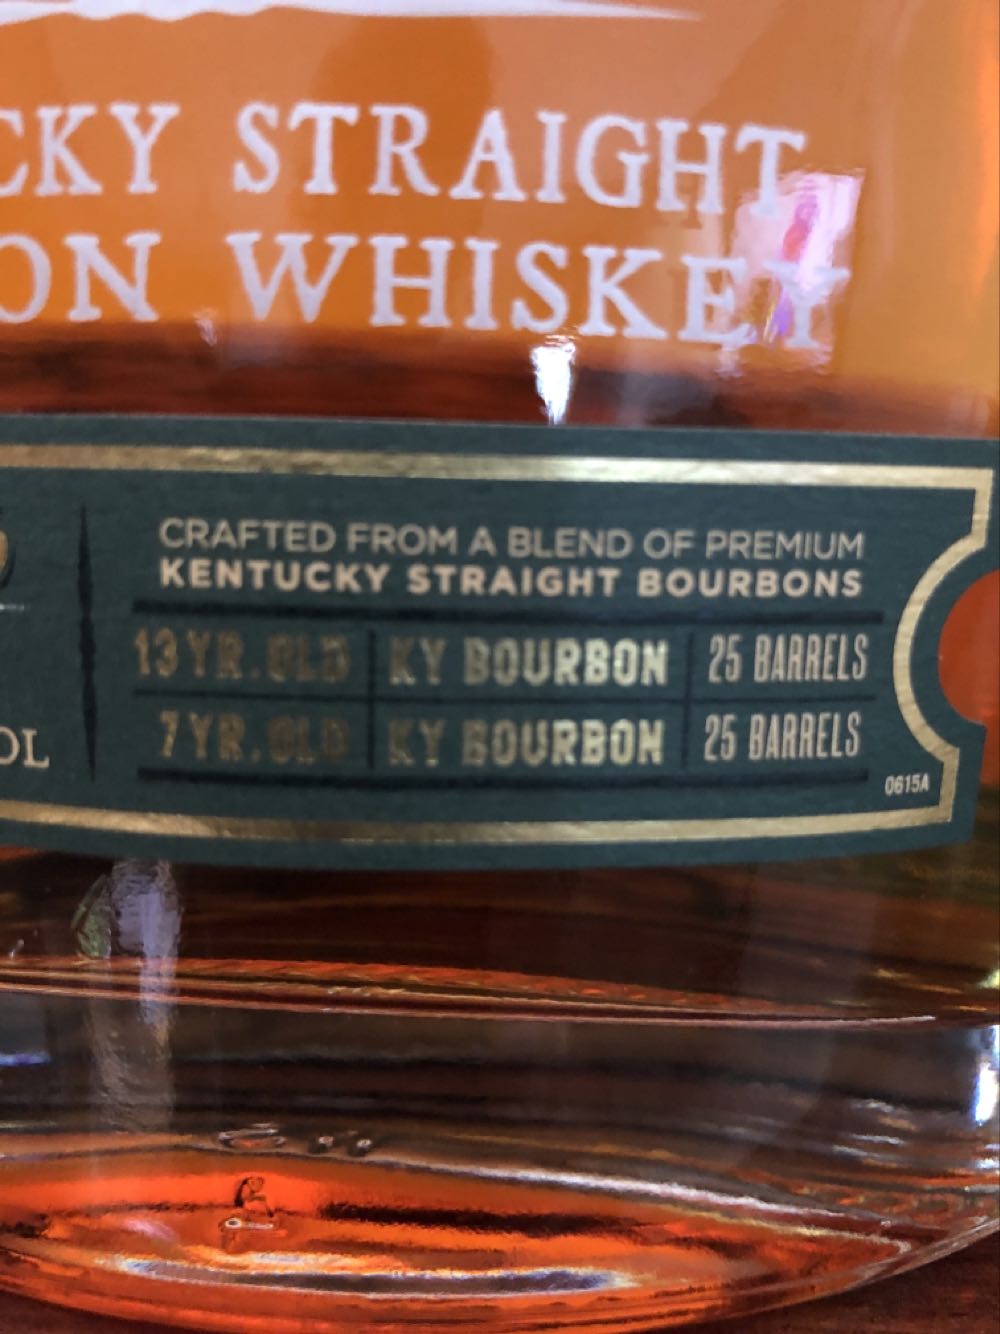 CKY STRAIGHT
ON WHISKEY
CRAFTED FROM A BLEND OF PREMIUM
KENTUCKY STRAIGHT BOURBONS
13 YR. OLD KY BOURBON 25 BARRELS
7 YR. OLD KY BOURBON 25 BARRELS
OL
0615A